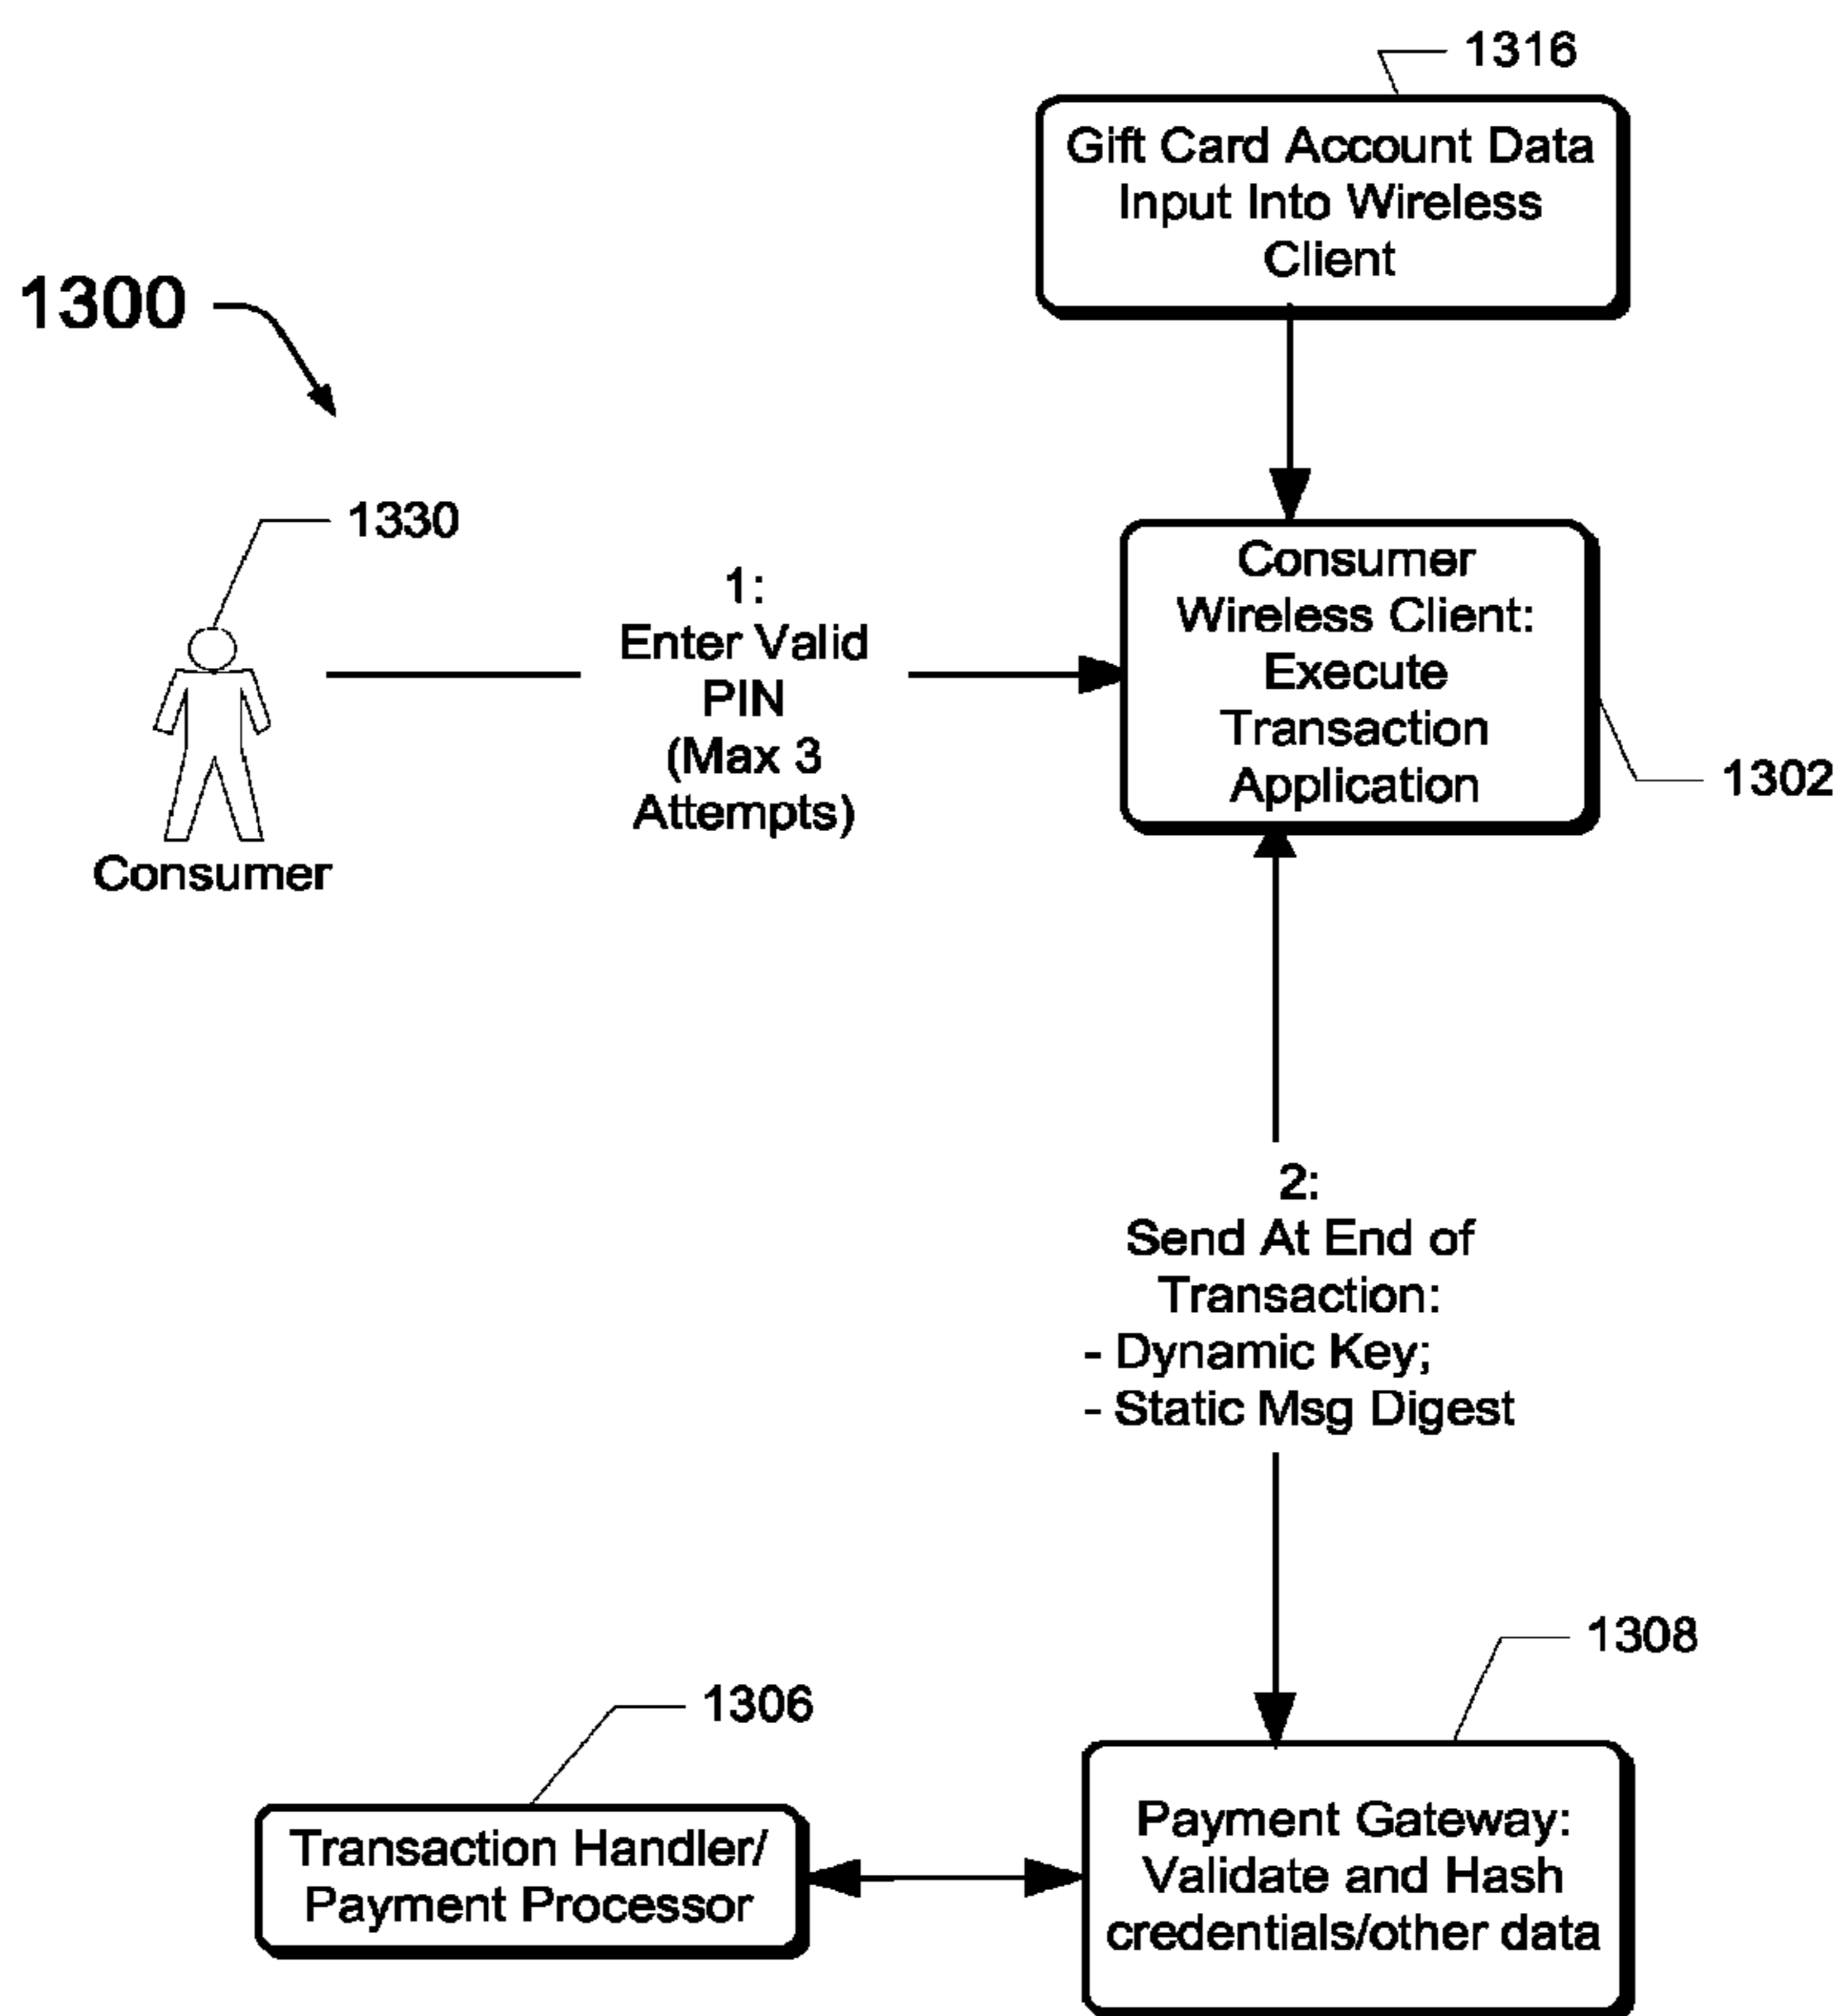 1316
Gift Card Account Data
Input Into Wireless
Client
1300
1330
1:
Enter Valid
PIN
(Max 3
Attempts)
Consumer
Consumer
Wireless Client:
Execute
Transaction
Application
1302
2:
Send At End of
Transaction:
- Dynamic Key;
- Static Msg Digest
1308
1306
Transaction Handler/
Payment Processor
Payment Gateway:
Validate and Hash
credentials/other data